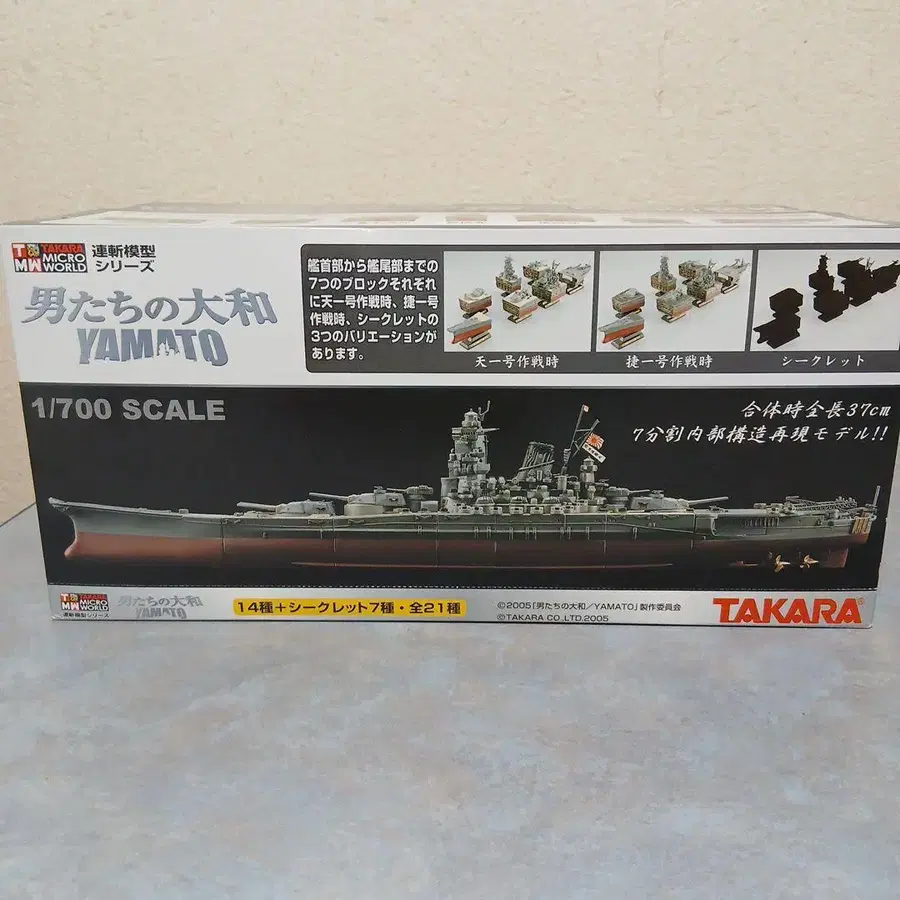 T&
MW
TAKARA
MICRO
WORLD
連斬模型
シリーズ
男たちの大和
YAMATO
艦首部から艦尾部までの
7つのブロックそれぞれ
に天一号作戦時、捷一号
作戦時、シークレットの
3つのバリエーションが
あります。
天一号作戦時
捷一号作戦時
シークレット
1/700 SCALE
合体時全長37cm
7分割内部構造再現モデル!!
TAKARA
MICRO
WORLD
連斬模型シリーズ
男たちの大和
YAMATO
14種+シークレット7種・全21種
©2005「男たちの大和/YAMATO」製作委員会
©TAKARA CO.,LTD.2005
TAKARA